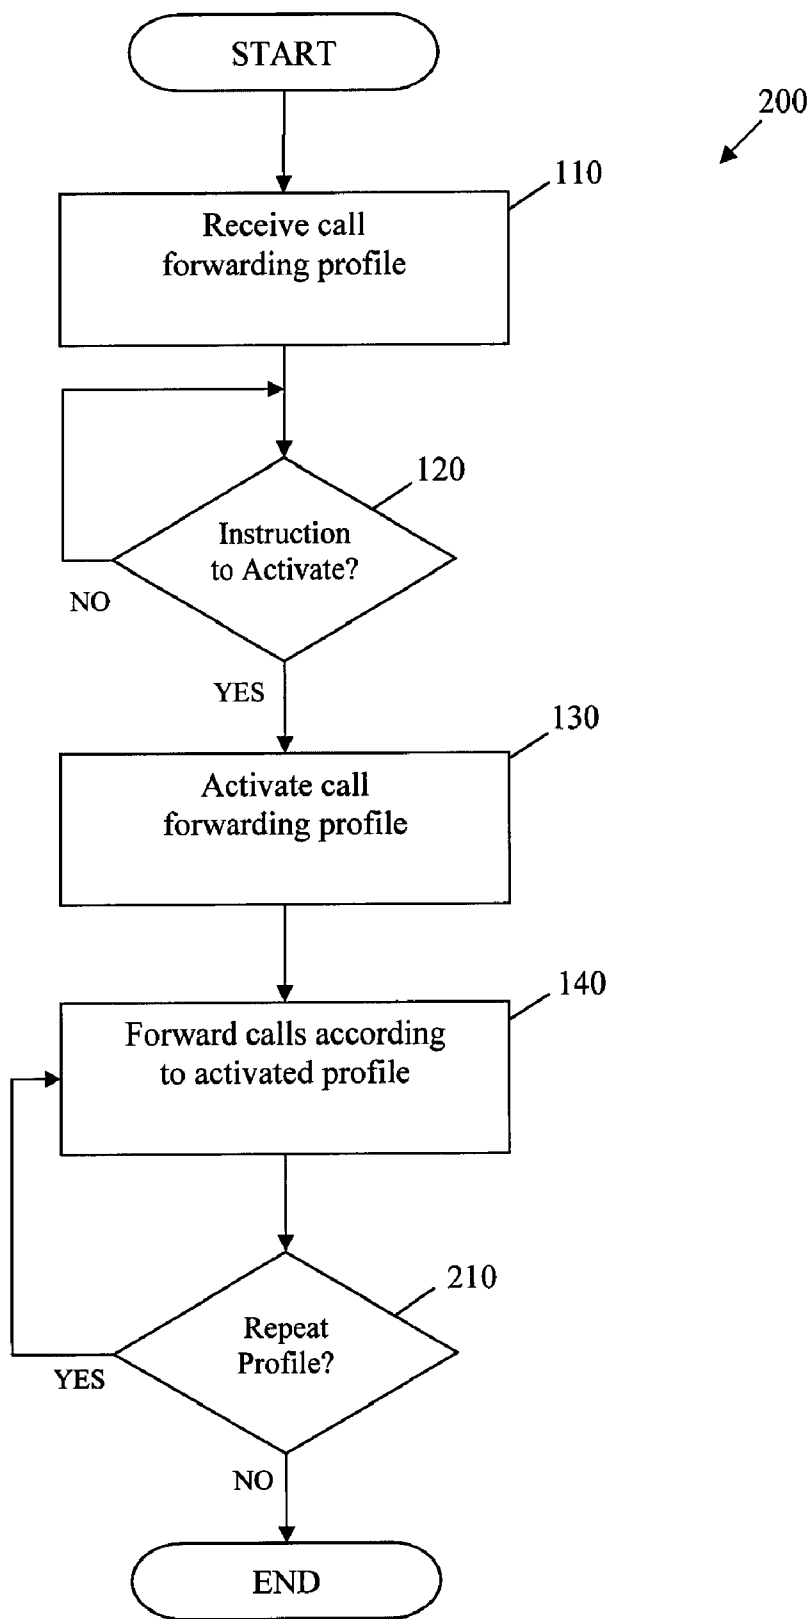 START
200
110
Receive call
forwarding profile
120
Instruction
to Activate?
NO
YES
130
Activate call
forwarding profile
140
Forward calls according
to activated profile
210
Repeat
Profile?
YES
NO
END